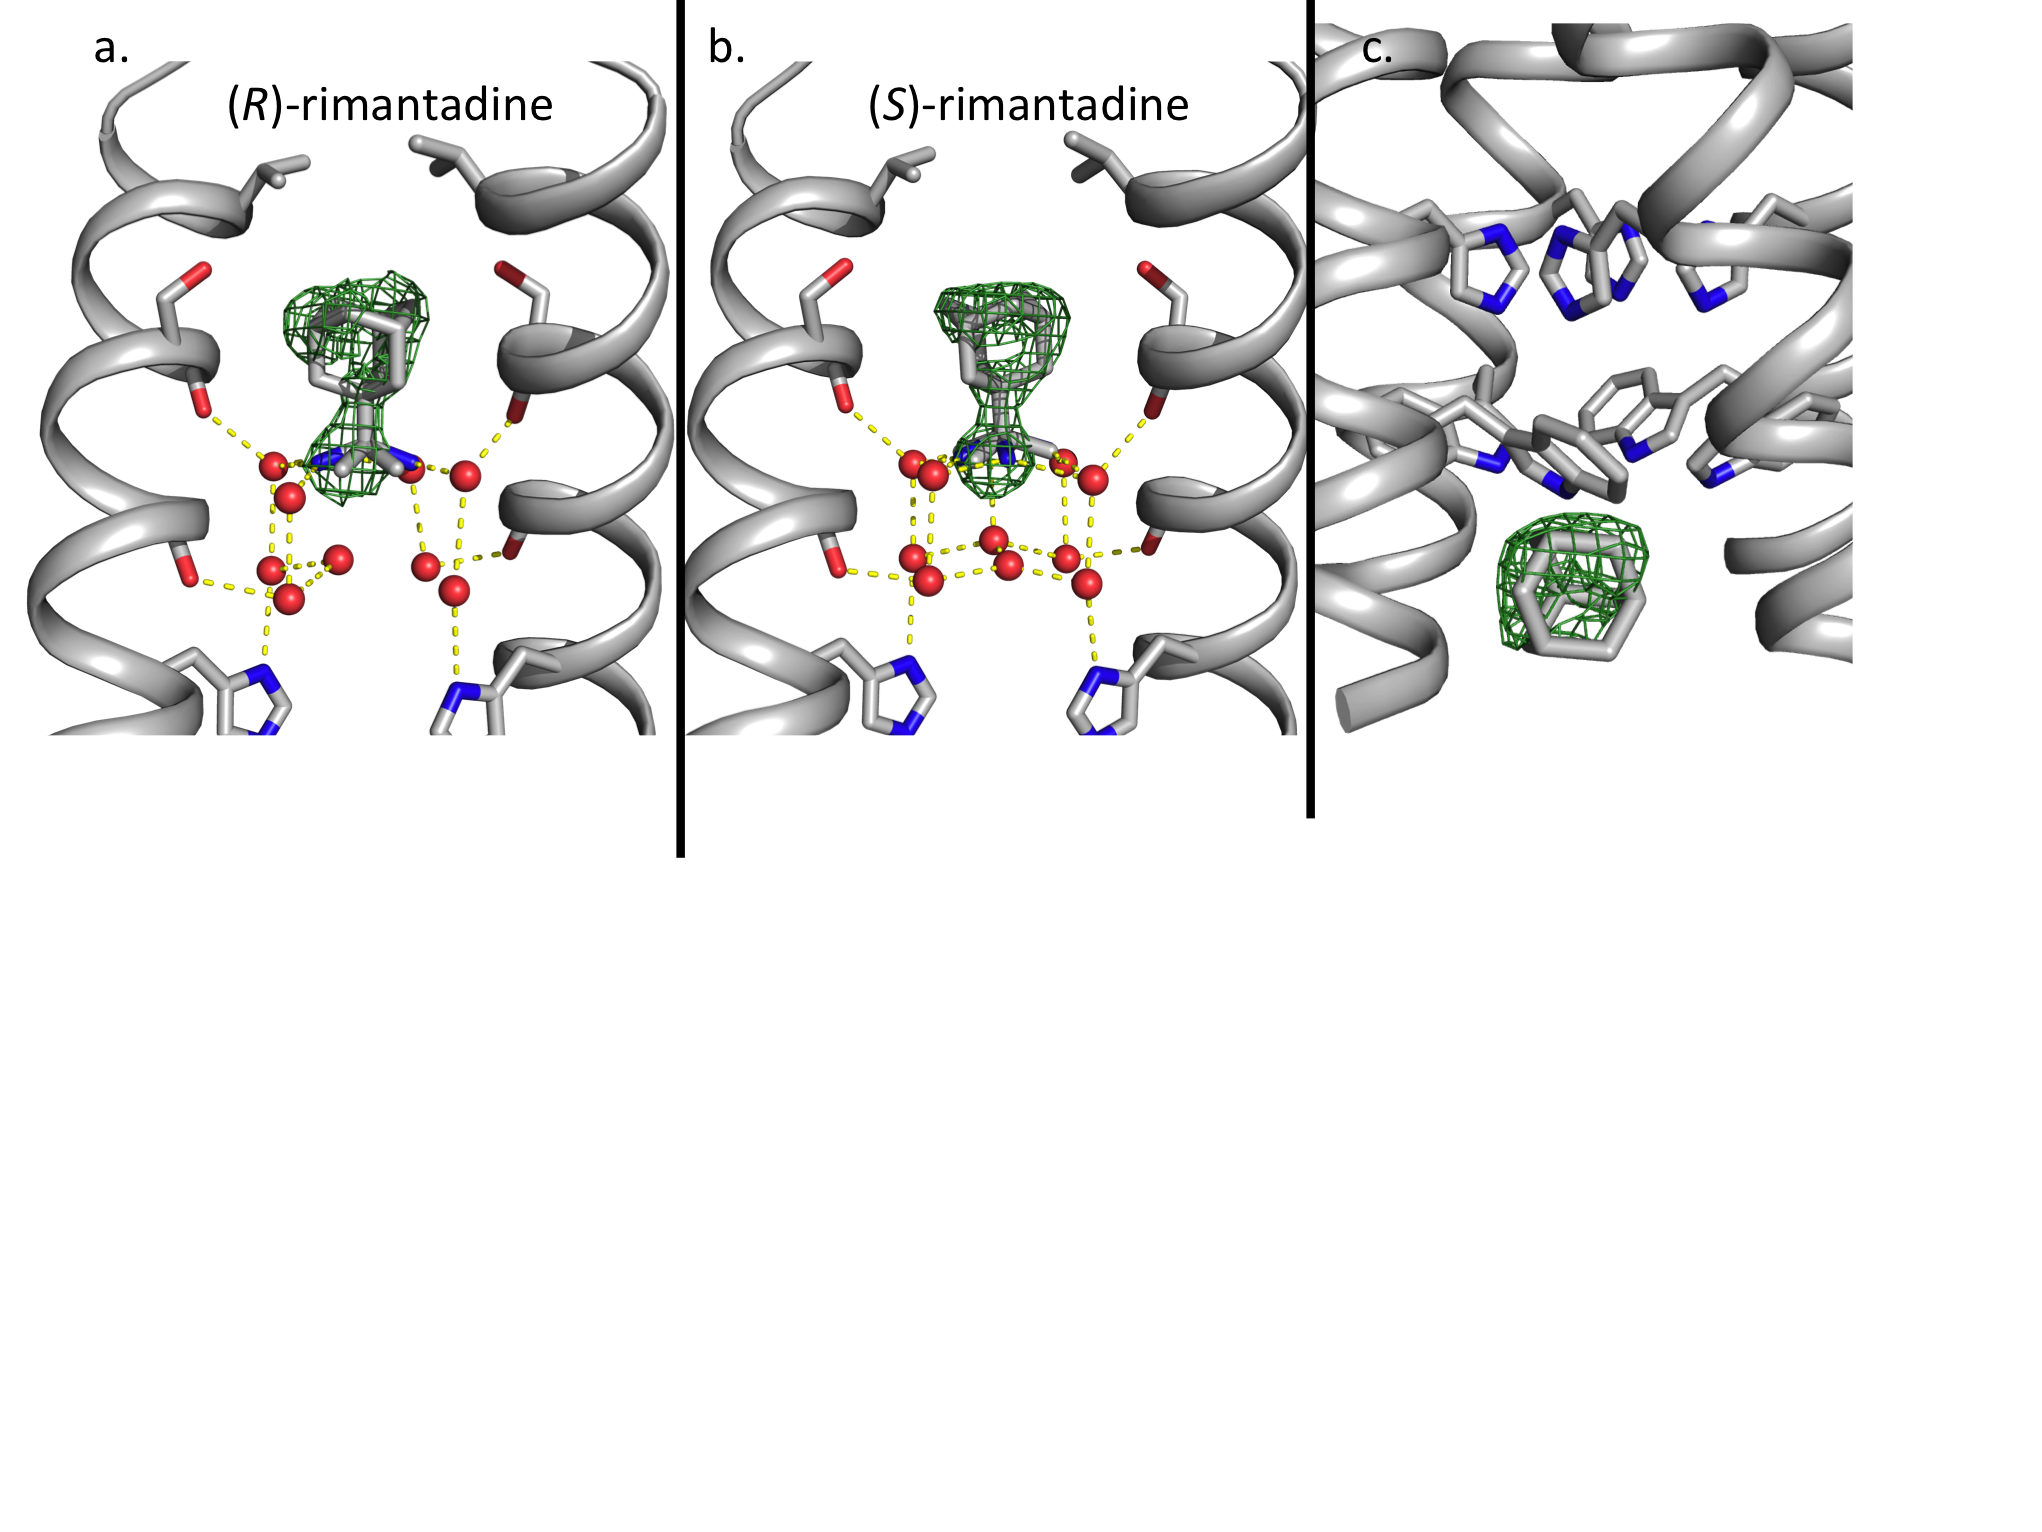 a.
(R)-rimantadine
b.
(S)-rimantadine
c.